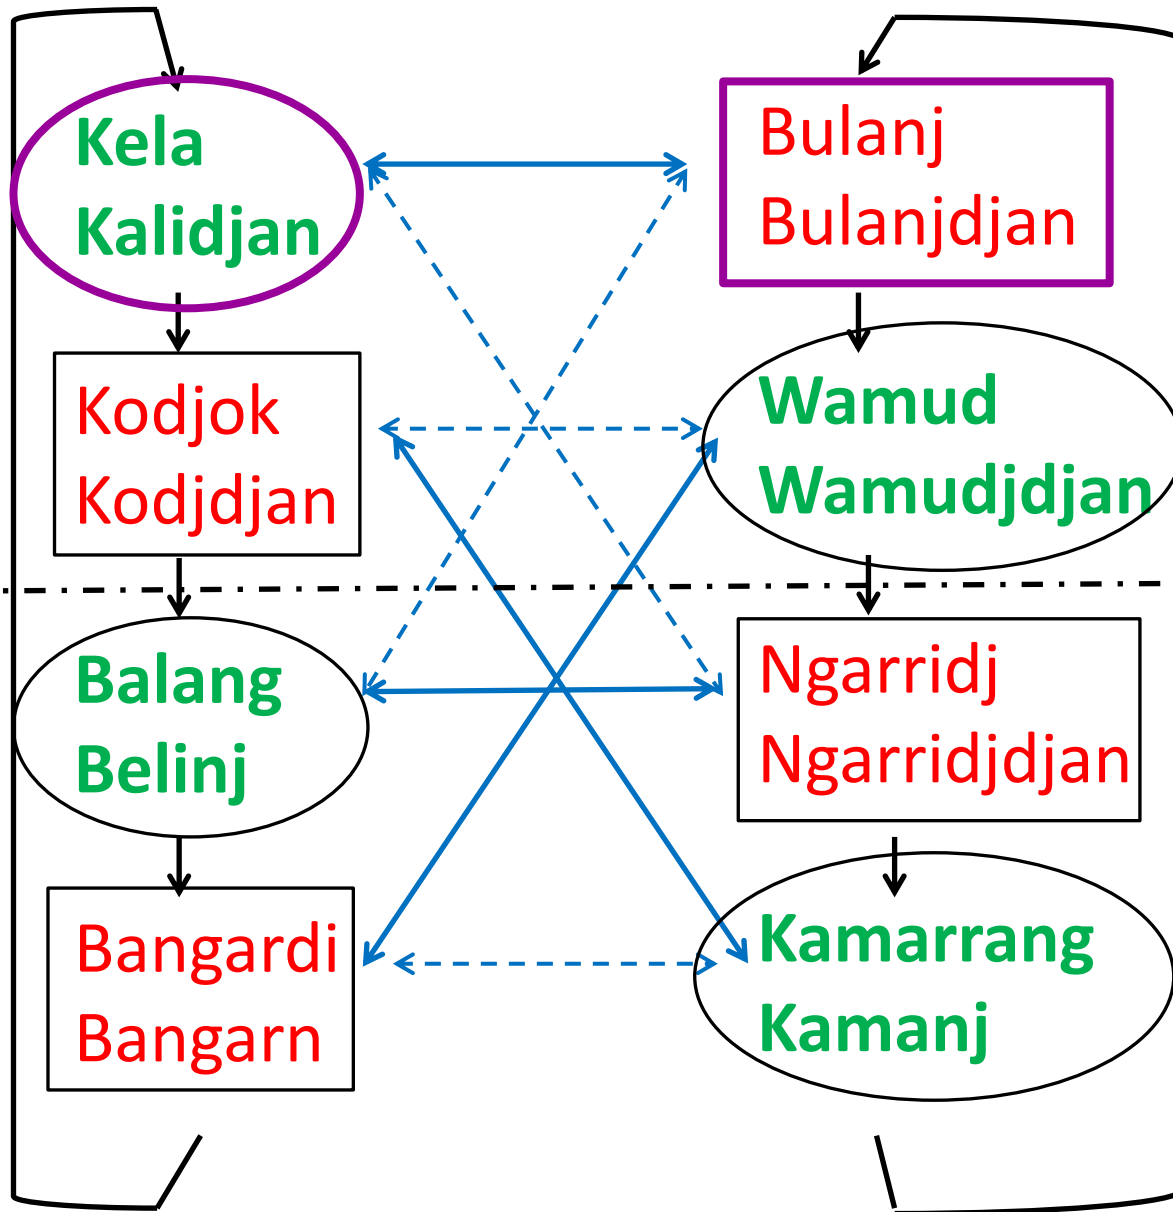 Kela
Kalidjan
Bulanj
Bulanjdjan
Kodjok
Kodjdjan
Wamud
Wamudjdjan
Balang
Belinj
Ngarridj
Ngarridjdjan
Bangardi
Bangarn
Kamarrang
Kamanj